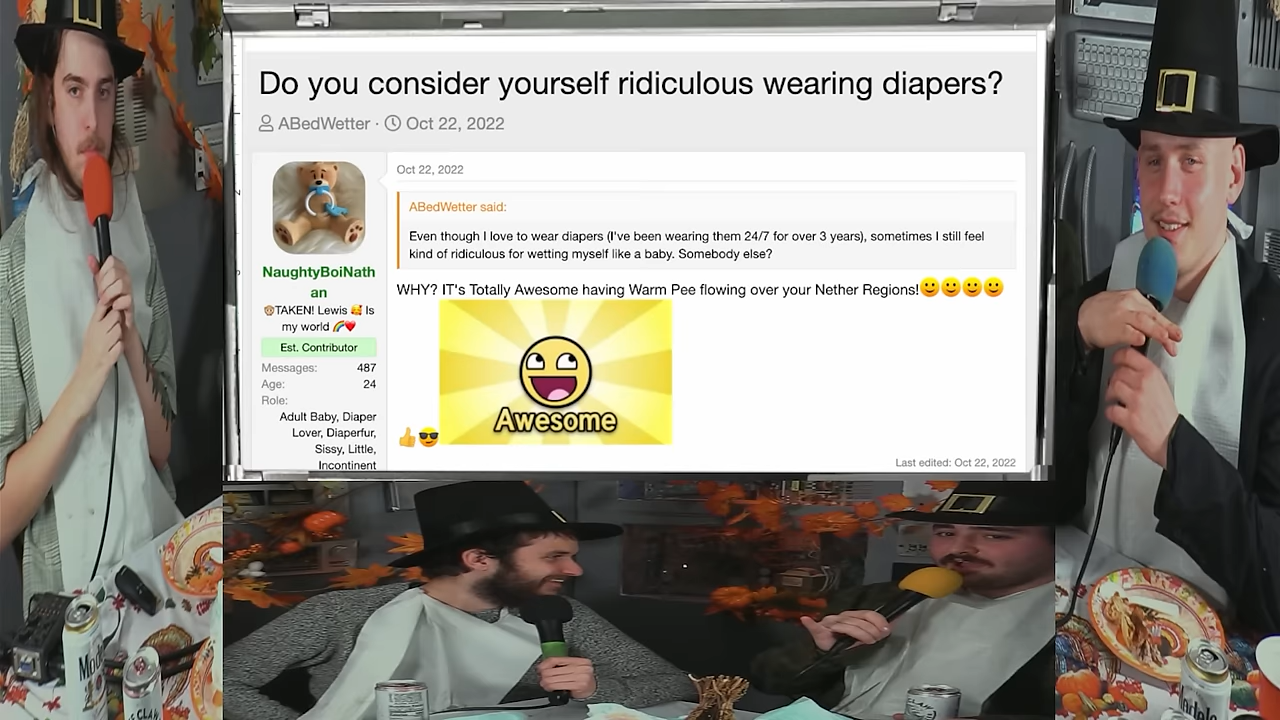 Do you consider yourself ridiculous wearing diapers?
ABedWetter · Oct 22, 2022
Oct 22, 2022
ABedWetter said:
Even though I love to wear diapers (I've been wearing them 24/7 for over 3 years), sometimes I still feel
kind of ridiculous for wetting myself like a baby. Somebody else?
NaughtyBoiNath
an
🐵TAKEN! Lewis 🥰 Is
my world 🌈❤️
Est. Contributor
Messages: 487
Age: 24
Role:
Adult Baby, Diaper
Lover, Diaperfur,
Sissy, Little,
Incontinent
WHY? IT's Totally Awesome having Warm Pee flowing over your Nether Regions!🙂🙂🙂🙂
Awesome
👍😎
Last edited: Oct 22, 2022
Mode
CLAW
CLAW
Modelo